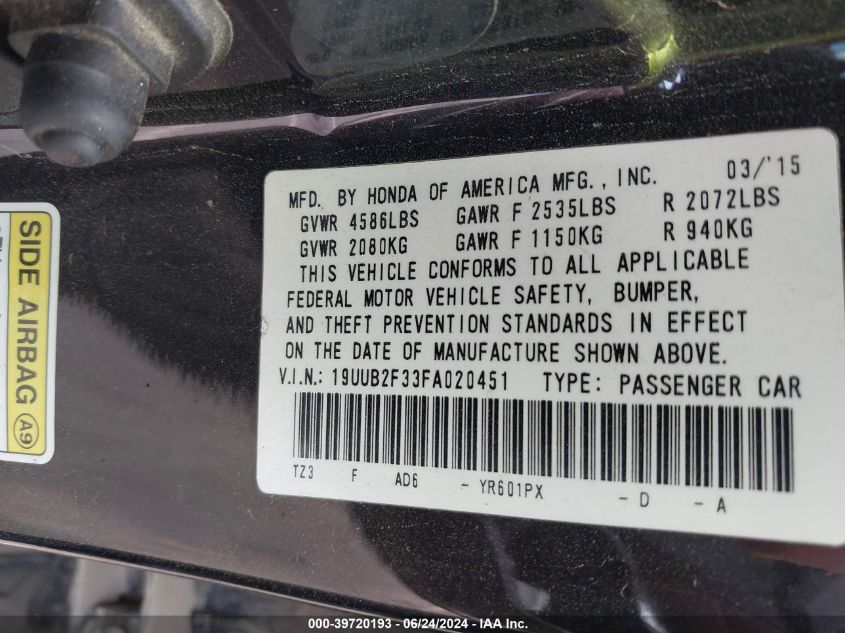 MFD. BY HONDA OF AMERICA MFG., INC. 03/'15
GVWR 4586LBS GAWR F 2535LBS R 2072LBS
GVWR 2080KG GAWR F 1150KG R 940KG
THIS VEHICLE CONFORMS TO ALL APPLICABLE
FEDERAL MOTOR VEHICLE SAFETY, BUMPER,
AND THEFT PREVENTION STANDARDS IN EFFECT
ON THE DATE OF MANUFACTURE SHOWN ABOVE.
V.I.N.: 19UUB2F33FA020451 TYPE: PASSENGER CAR
TZ3 F AD6 - YR601PX - D - A
SIDE AIRBAG A9
000-39720193 - 06/24/2024 - IAAI.com